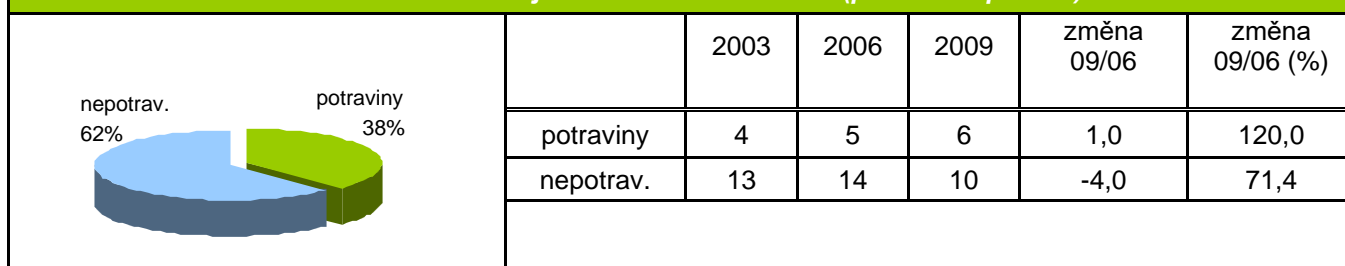 nepotrav.
62%
potraviny
38%
2003 2006 2009 změna 09/06 změna 09/06 (%)
potraviny 4 5 6 1,0 120,0
nepotrav. 13 14 10 -4,0 71,4